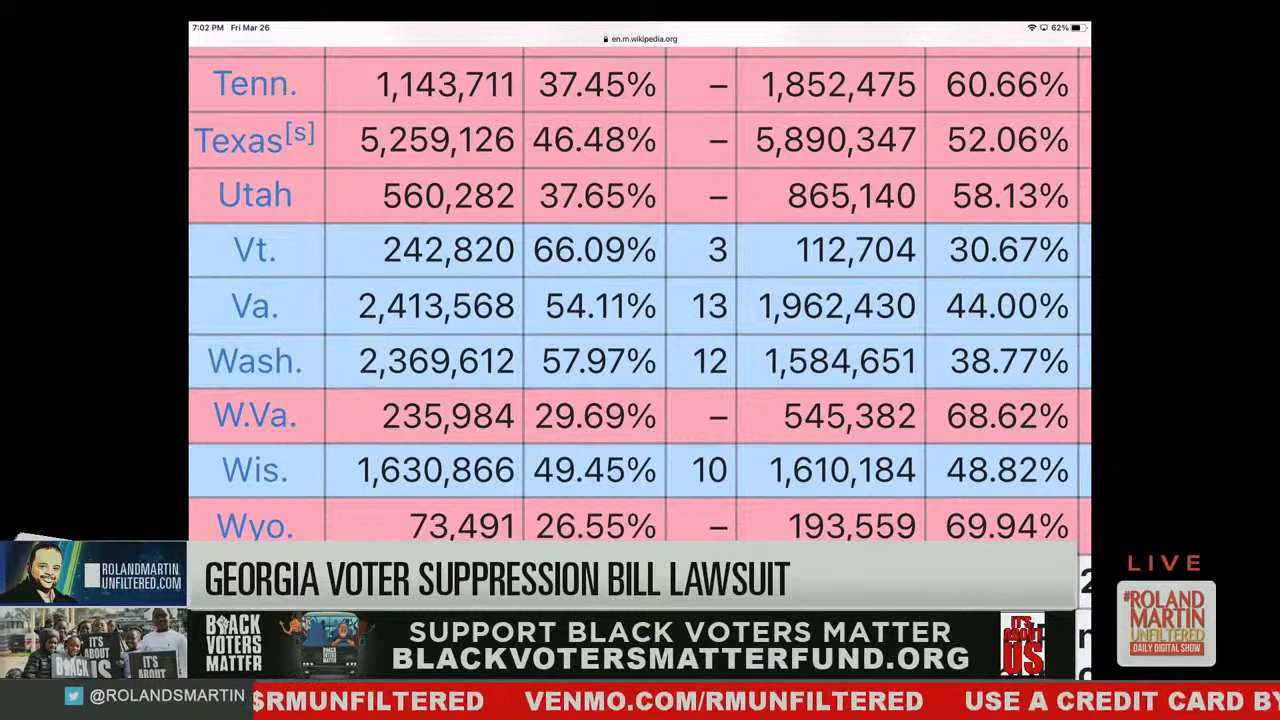 7:02 PM Fri Mar 26
62%
en.m.wikipedia.org
Tenn. 1,143,711 37.45% – 1,852,475 60.66%
Texas[s] 5,259,126 46.48% – 5,890,347 52.06%
Utah 560,282 37.65% – 865,140 58.13%
Vt. 242,820 66.09% 3 112,704 30.67%
Va. 2,413,568 54.11% 13 1,962,430 44.00%
Wash. 2,369,612 57.97% 12 1,584,651 38.77%
W.Va. 235,984 29.69% – 545,382 68.62%
Wis. 1,630,866 49.45% 10 1,610,184 48.82%
Wyo. 73,491 26.55% – 193,559 69.94%
ROLANDMARTIN
UNFILTERED.COM
GEORGIA VOTER SUPPRESSION BILL LAWSUIT
LIVE
#ROLAND
MARTIN
UNFILTERED
DAILY DIGITAL SHOW
IT'S
ABOUT
US
IT'S
BLACK
VOTERS
MATTER
SUPPORT BLACK VOTERS MATTER
BLACKVOTERSMATTERFUND.ORG
IT'S
ABOUT
US
@ROLANDSMARTIN
$RMUNFILTERED VENMO.COM/RMUNFILTERED USE A CREDIT CARD BY